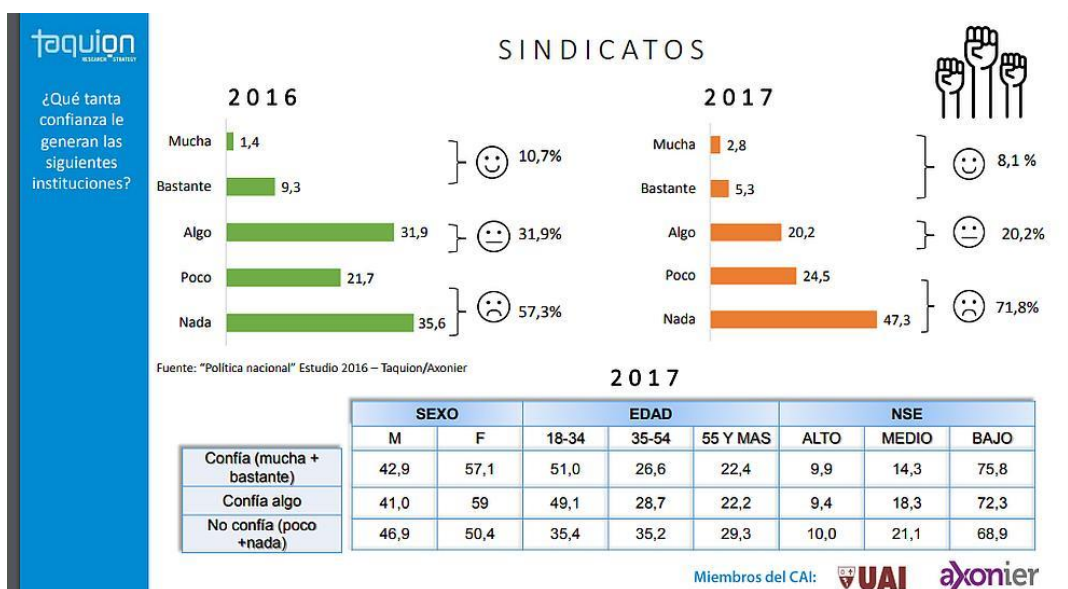 taquion
RESEARCH STRATEGY
¿Qué tanta
confianza le
generan las
siguientes
instituciones?
SINDICATOS
2016
Mucha 1,4
Bastante 9,3
10,7%
Algo 31,9
31,9%
Poco 21,7
Nada 35,6
57,3%
2017
Mucha 2,8
Bastante 5,3
8,1 %
Algo 20,2
20,2%
Poco 24,5
Nada 47,3
71,8%
Fuente: "Política nacional" Estudio 2016 – Taquion/Axonier
2017
SEXO EDAD NSE
M F 18-34 35-54 55 Y MAS ALTO MEDIO BAJO
Confía (mucha +
bastante) 42,9 57,1 51,0 26,6 22,4 9,9 14,3 75,8
Confía algo 41,0 59 49,1 28,7 22,2 9,4 18,3 72,3
No confía (poco
+nada) 46,9 50,4 35,4 35,2 29,3 10,0 21,1 68,9
Miembros del CAI: UAI axonier